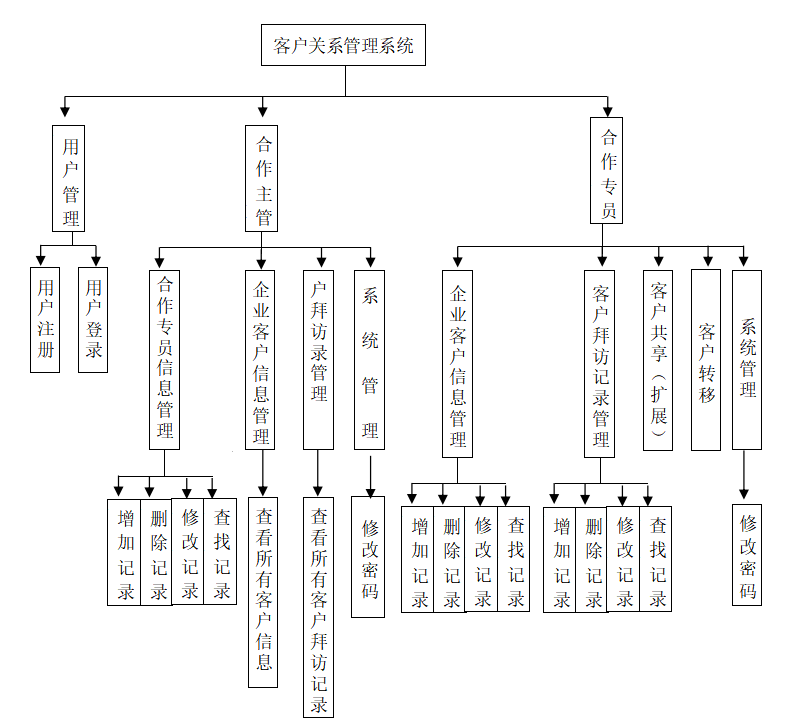 客户关系管理系统
用户管理
合作主管
合作专员
用户注册
用户登录
合作专员信息管理
企业客户信息管理
户拜访录管理
系统管理
企业客户信息管理
客户拜访记录管理
客户共享（扩展）
客户转移
系统管理
增加记录
删除记录
修改记录
查找记录
查看所有客户信息
查看所有客户拜访记录
修改密码
增加记录
删除记录
修改记录
查找记录
增加记录
删除记录
修改记录
查找记录
修改密码